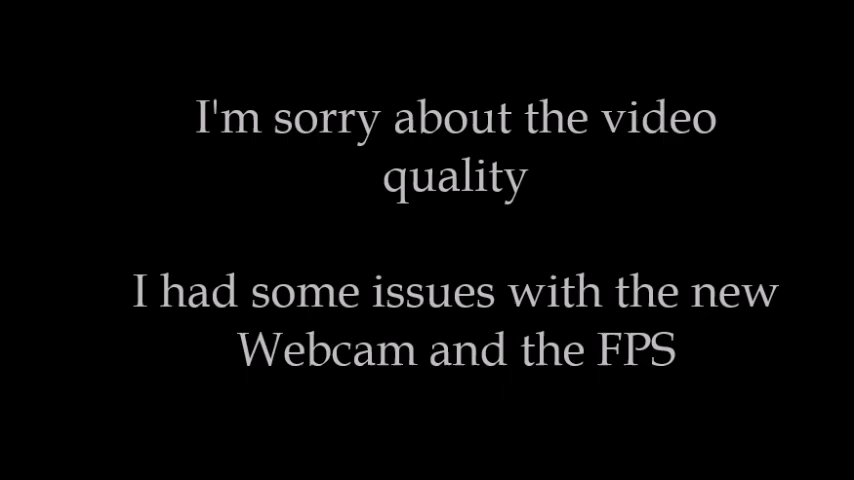 I'm sorry about the video
quality
I had some issues with the new
Webcam and the FPS